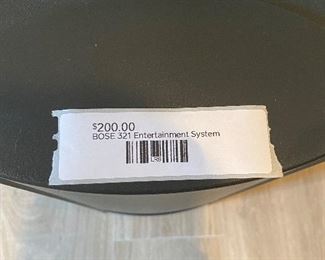 $200.00
BOSE 321 Entertainment System